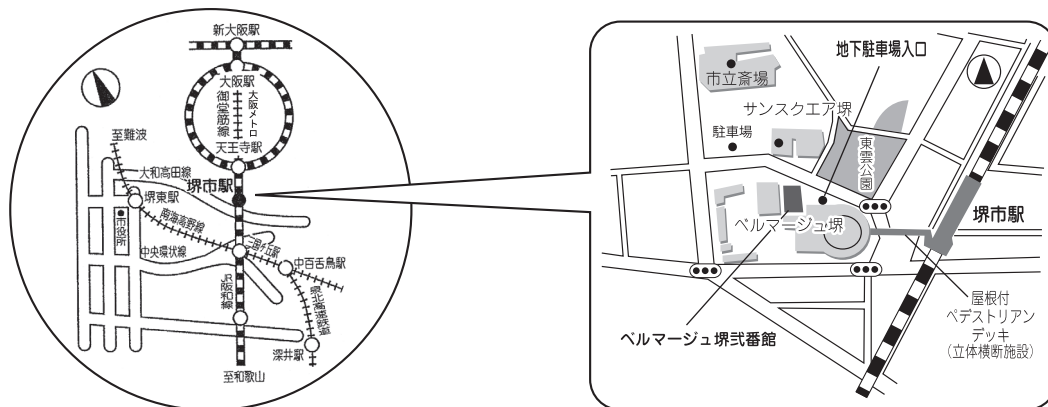 新大阪駅
大阪駅
大阪メトロ
御堂筋線
天王寺駅
至難波
大和高田線
堺市駅
堺東駅
市役所
南海高野線
三国ヶ丘駅
中央環状線
中百舌鳥駅
JR阪和線
泉北高速鉄道
深井駅
至和歌山
地下駐車場入口
市立斎場
サンスクエア堺
駐車場
東雲公園
堺市駅
ベルマージュ堺
屋根付
ペデストリアン
デッキ
(立体横断施設)
ベルマージュ堺弐番館